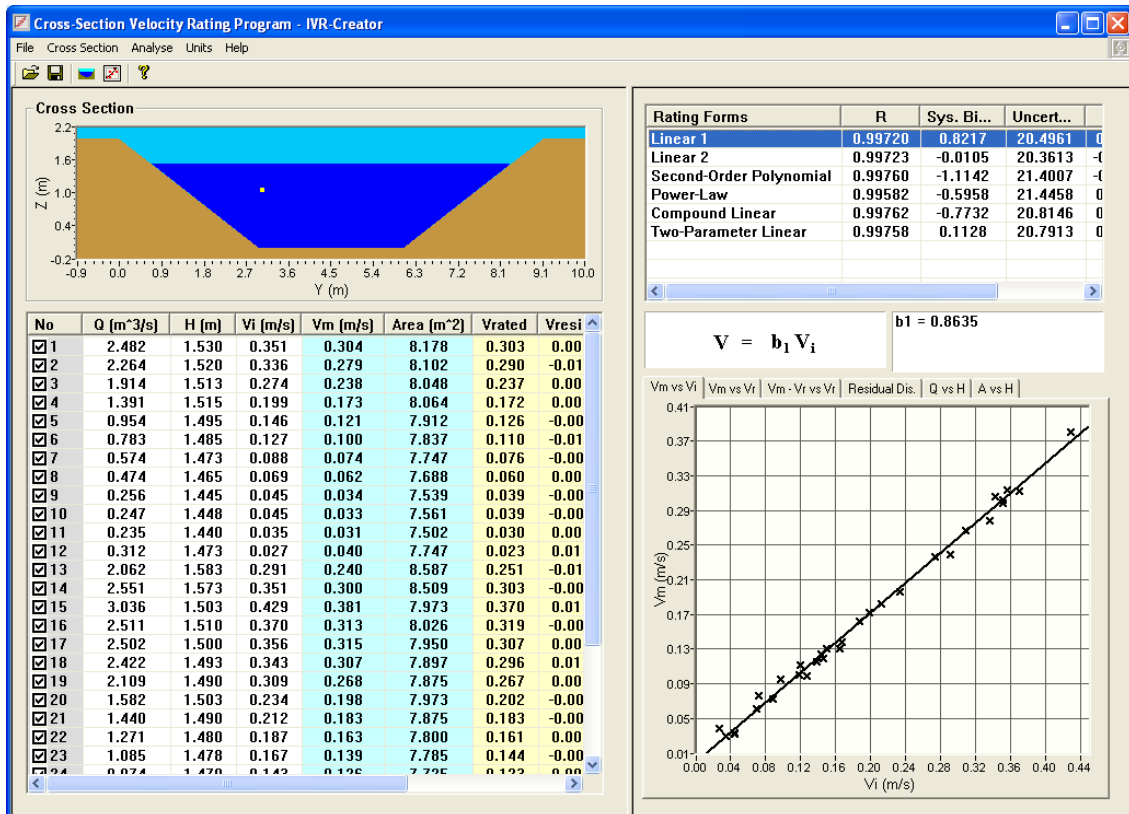 Cross-Section Velocity Rating Program - IVR-Creator
File Cross Section Analyse Units Help
Cross Section
2.2
1.6
1.0
0.4
-0.2
Z (m)
-0.9 0.0 0.9 1.8 2.7 3.6 4.5 5.4 6.3 7.2 8.1 9.1 10.0
Y (m)
No Q (m^3/s) H (m) Vi (m/s) Vm (m/s) Area (m^2) Vrated Vresi
1 2.482 1.530 0.351 0.304 8.178 0.303 0.00
2 2.264 1.520 0.336 0.279 8.102 0.290 -0.01
3 1.914 1.513 0.274 0.238 8.048 0.237 0.00
4 1.391 1.515 0.199 0.173 8.064 0.172 0.00
5 0.954 1.495 0.146 0.121 7.912 0.126 -0.00
6 0.783 1.485 0.127 0.100 7.837 0.110 -0.01
7 0.574 1.473 0.088 0.074 7.747 0.076 -0.00
8 0.474 1.465 0.069 0.062 7.688 0.060 0.00
9 0.256 1.445 0.045 0.034 7.539 0.039 -0.00
10 0.247 1.448 0.045 0.033 7.561 0.039 -0.00
11 0.235 1.440 0.035 0.031 7.502 0.030 0.00
12 0.312 1.473 0.027 0.040 7.747 0.023 0.01
13 2.062 1.583 0.291 0.240 8.587 0.251 -0.01
14 2.551 1.573 0.351 0.300 8.509 0.303 -0.00
15 3.036 1.503 0.429 0.381 7.973 0.370 0.01
16 2.511 1.510 0.370 0.313 8.026 0.319 -0.00
17 2.502 1.500 0.356 0.315 7.950 0.307 0.00
18 2.422 1.493 0.343 0.307 7.897 0.296 0.01
19 2.109 1.490 0.309 0.268 7.875 0.267 0.00
20 1.582 1.503 0.234 0.198 7.973 0.202 -0.00
21 1.440 1.490 0.212 0.183 7.875 0.183 -0.00
22 1.271 1.480 0.187 0.163 7.800 0.161 0.00
23 1.085 1.478 0.167 0.139 7.785 0.144 -0.00
Rating Forms R Sys. Bi... Uncert...
Linear 1 0.99720 0.8217 20.4961
Linear 2 0.99723 -0.0105 20.3613
Second-Order Polynomial 0.99760 -1.1142 21.4007
Power-Law 0.99582 -0.5958 21.4458
Compound Linear 0.99762 -0.7732 20.8146
Two-Parameter Linear 0.99758 0.1128 20.7913
V = b1 Vi
b1 = 0.8635
Vm vs Vi Vm vs Vr Vm - Vr vs Vr Residual Dis. Q vs H A vs H
0.41
0.37
0.33
0.29
0.25
0.21
0.17
0.13
0.09
0.05
0.01
Vm (m/s)
0.00 0.04 0.08 0.12 0.16 0.20 0.24 0.28 0.32 0.36 0.40 0.44
Vi (m/s)